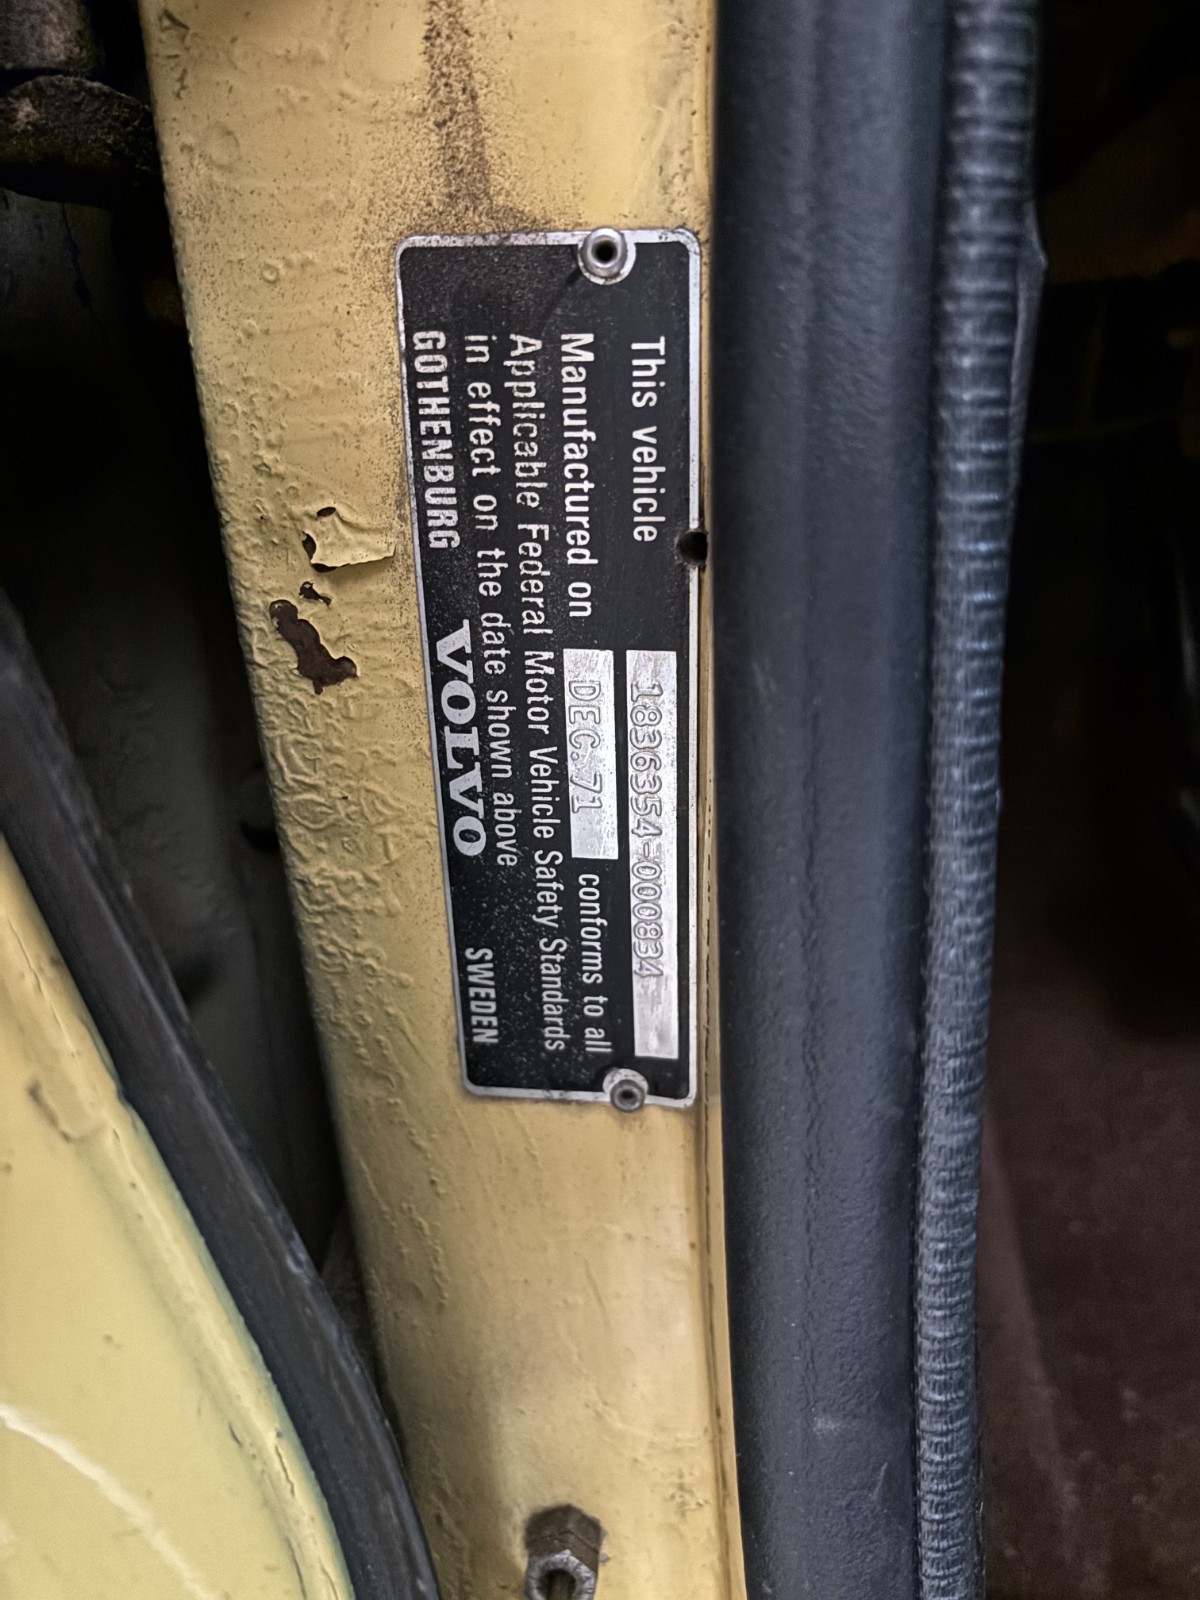 This vehicle 1836354-000834
Manufactured on DEC.71 conforms to all
Applicable Federal Motor Vehicle Safety Standards
in effect on the date shown above
GOTHENBURG VOLVO SWEDEN